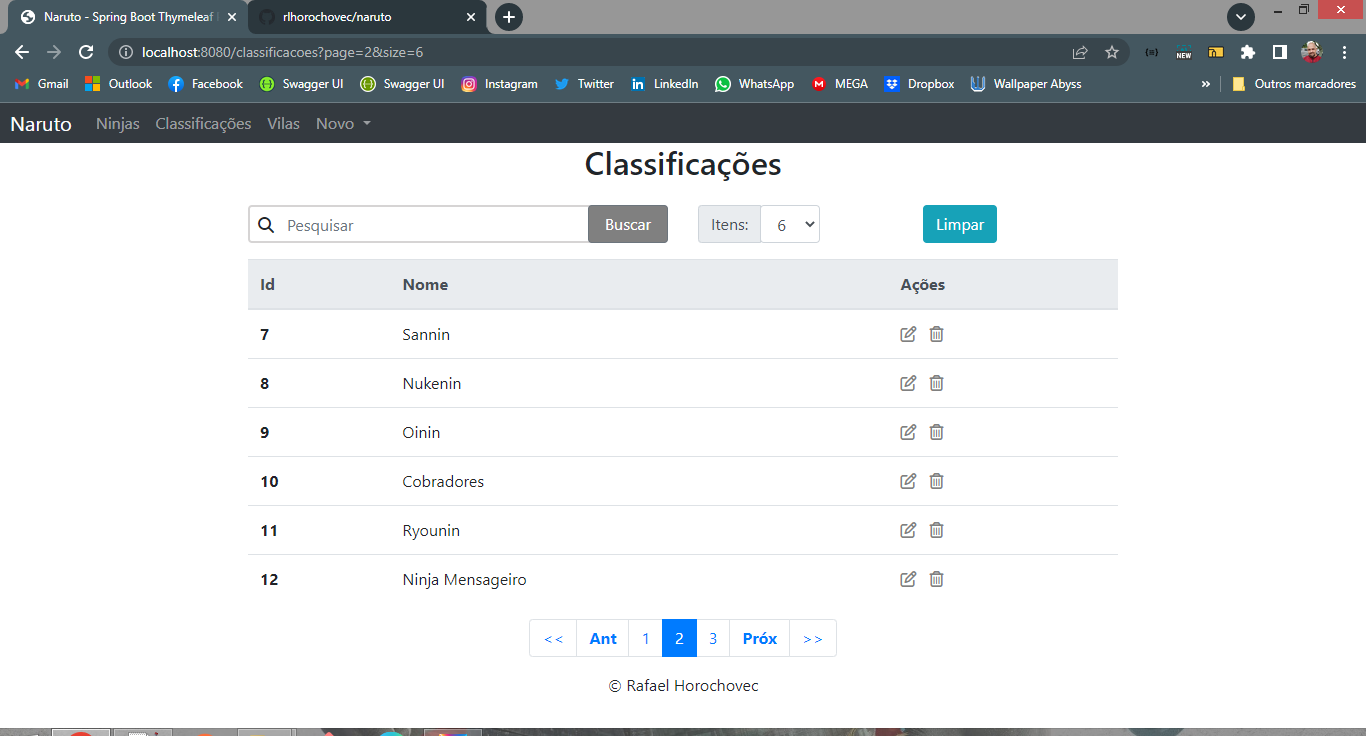 Naruto - Spring Boot Thymeleaf
rlhorochovec/naruto
localhost:8080/classificacoes?page=2&size=6
NEW
Gmail Outlook Facebook Swagger UI Swagger UI Instagram Twitter LinkedIn WhatsApp MEGA Dropbox Wallpaper Abyss » Outros marcadores
Naruto Ninjas Classificações Vilas Novo
Classificações
Pesquisar Buscar Itens: 6 Limpar
Id Nome Ações
7 Sannin
8 Nukenin
9 Oinin
10 Cobradores
11 Ryounin
12 Ninja Mensageiro
<< Ant 1 2 3 Próx >>
© Rafael Horochovec